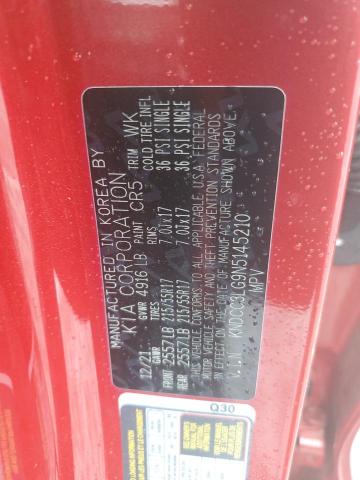 MANUFACTURED IN KOREA BY
KIA CORPORATION
12/21 GVWR 4916 LB PAINT CR5 TRIM WK
GAWR TIRES RIMS COLD TIRE INFL
FRONT 2557LB 215/55R17 7.0Jx17 36 PSI SINGLE
REAR 2557LB 215/55R17 7.0Jx17 36 PSI SINGLE
THIS VEHICLE CONFORMS TO ALL APPLICABLE U.S.A. FEDERAL
MOTOR VEHICLE SAFETY, BUMPER, AND THEFT PREVENTION STANDARDS
IN EFFECT ON THE DATE OF MANUFACTURE SHOWN ABOVE.
V.I.N. KNDCC3LG9N5145210
MPV
Q30